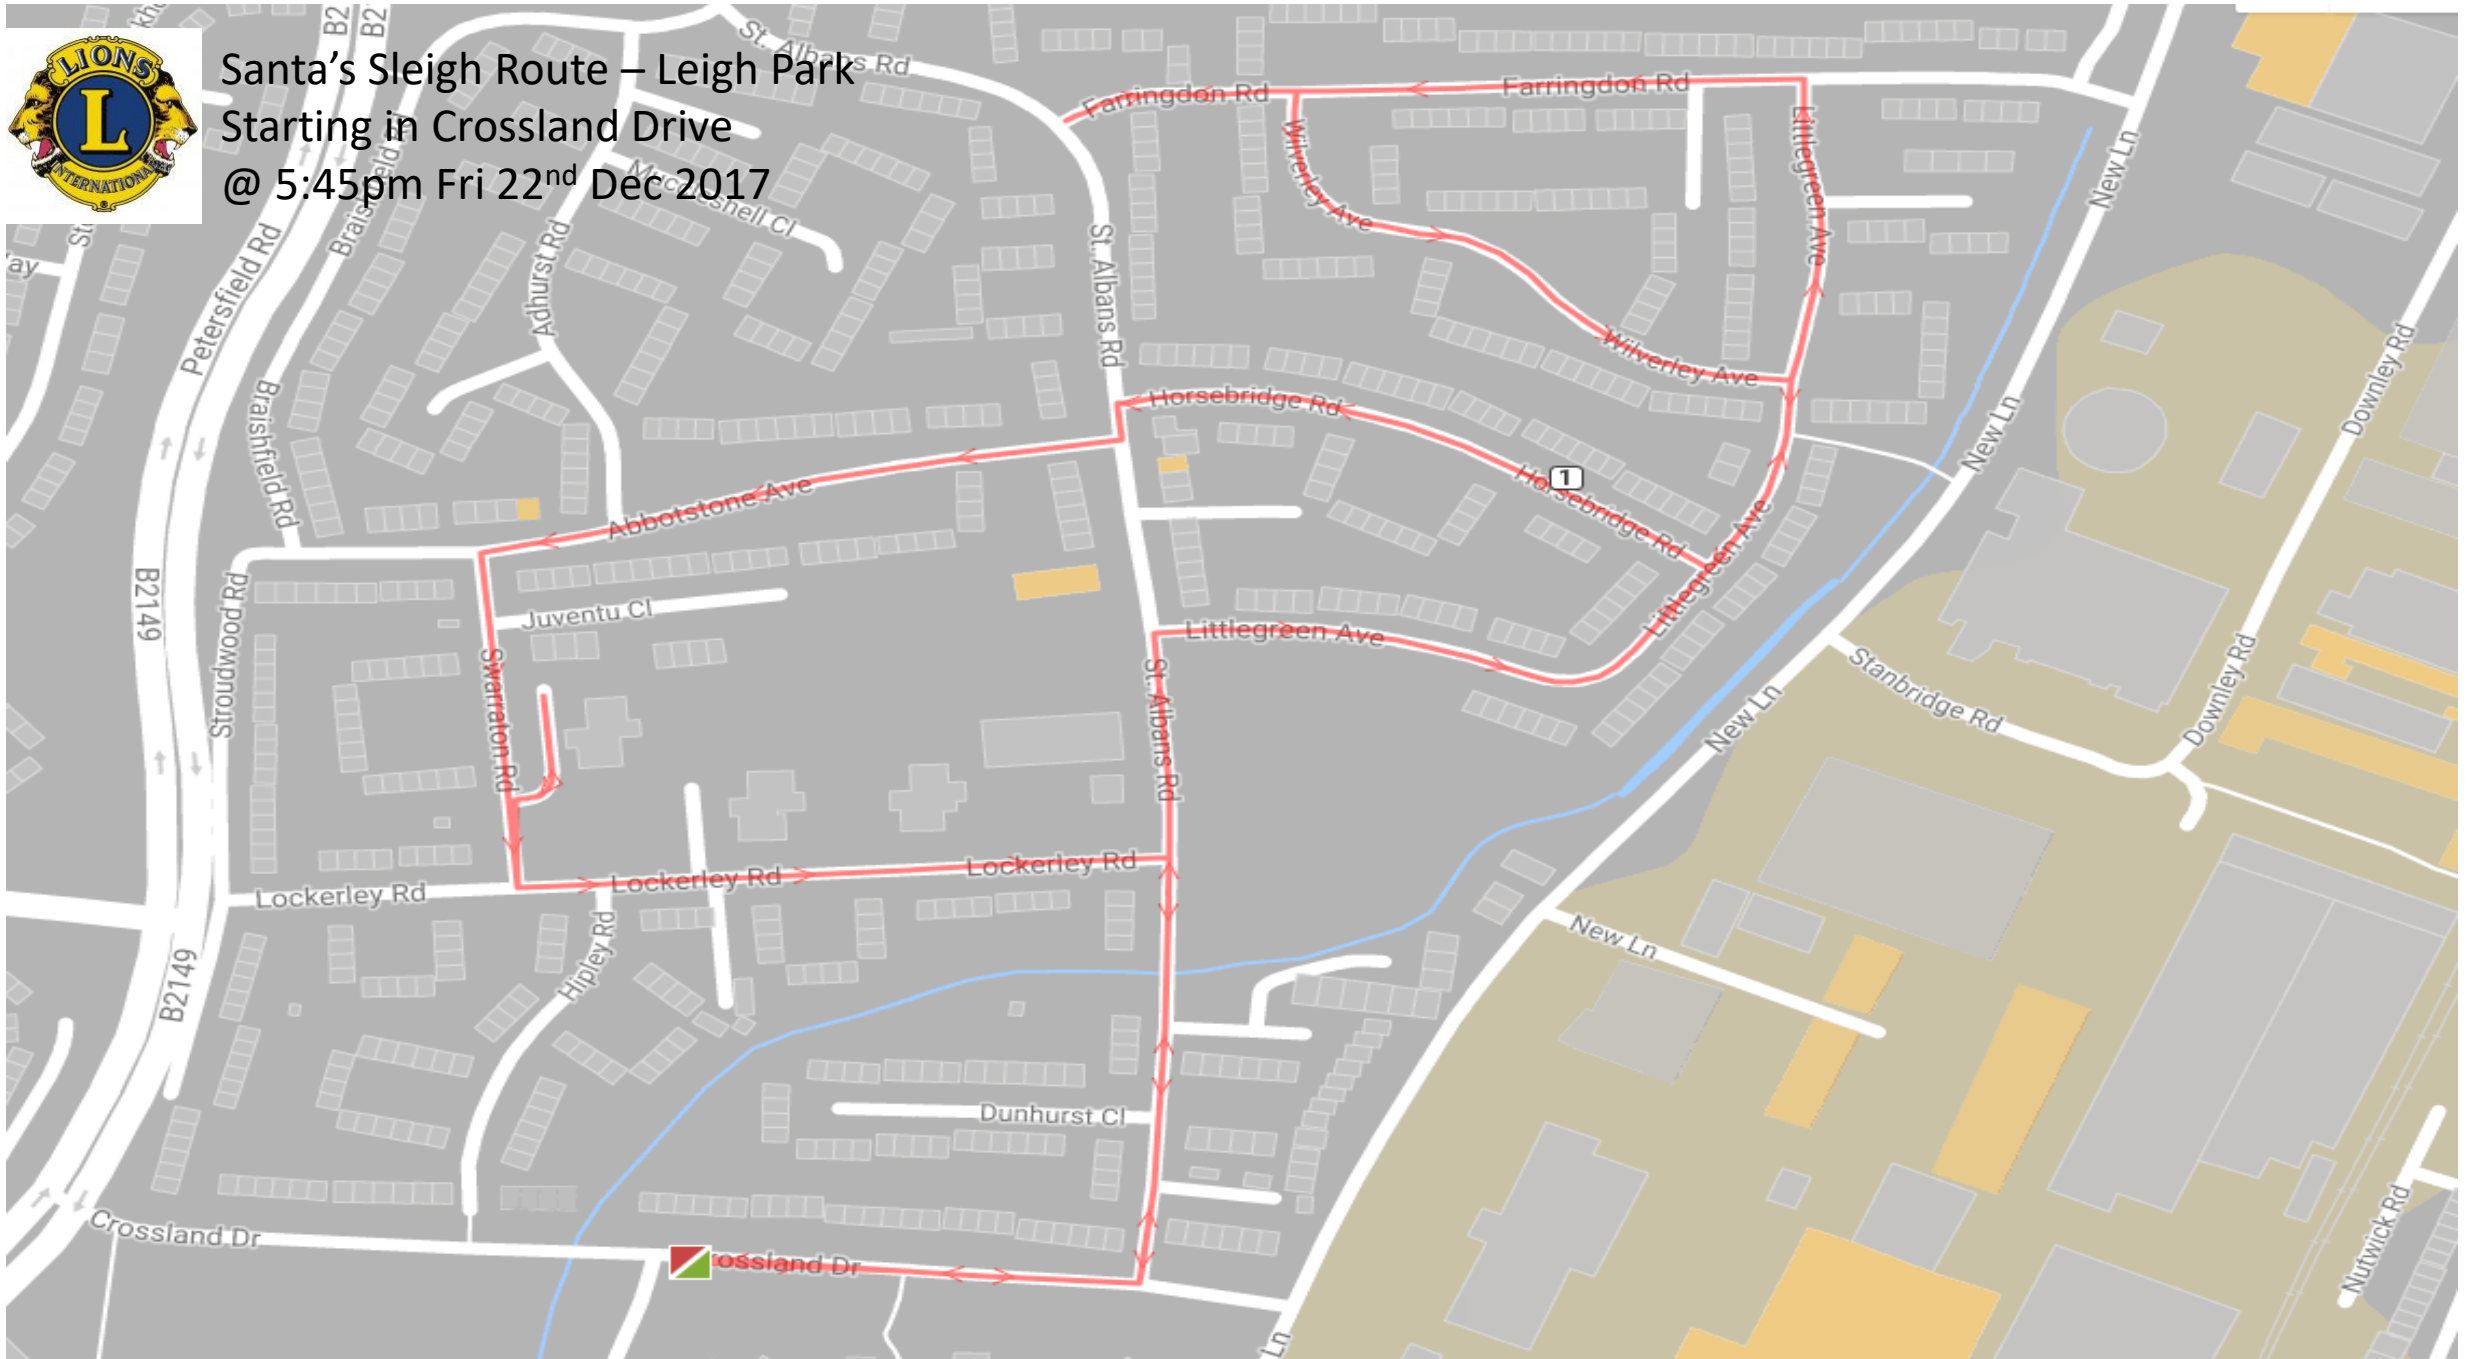 LIONS
L
INTERNATIONAL
®
Santa's Sleigh Route – Leigh Park
Starting in Crossland Drive
@ 5:45pm Fri 22nd Dec 2017
St. Albans Rd
Farringdon Rd
Farringdon Rd
Littlegreen Ave
New Ln
Wilverley Ave
Petersfield Rd
Adhurst Rd
St. Albans Rd
Wilverley Ave
Downley Rd
Braishfield Rd
Horsebridge Rd
New Ln
1
Horsebridge Rd
Abbotstone Ave
Littlegreen Ave
B2149
Stroudwood Rd
Juventu Cl
Littlegreen Ave
Swarraton Rd
St. Albans Rd
New Ln
Stanbridge Rd
Downley Rd
Lockerley Rd
Lockerley Rd
Lockerley Rd
Hipley Rd
New Ln
B2149
Dunhurst Cl
Crossland Dr
ossland Dr
Nutwick Rd
Ln